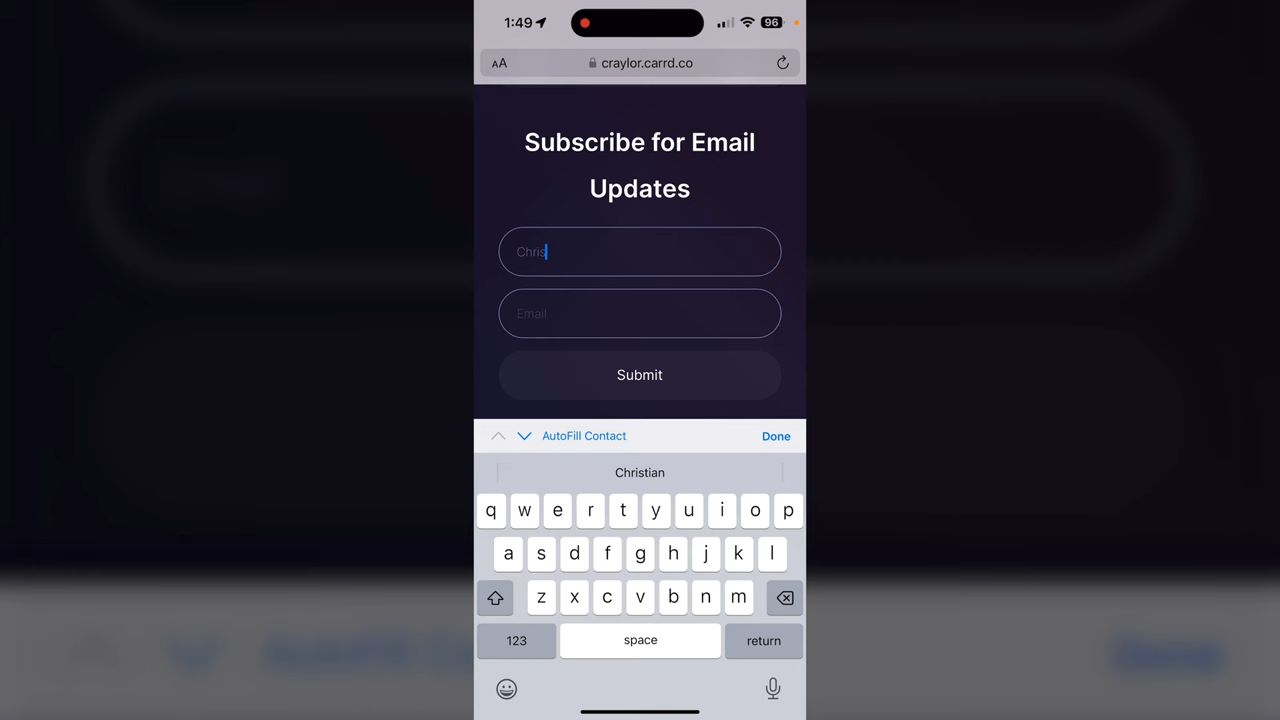 1:49
96
AA
craylor.carrd.co
Subscribe for Email
Updates
Chris
Email
Submit
AutoFill Contact
Done
Christian
q w e r t y u i o p
a s d f g h j k l
z x c v b n m
123
space
return